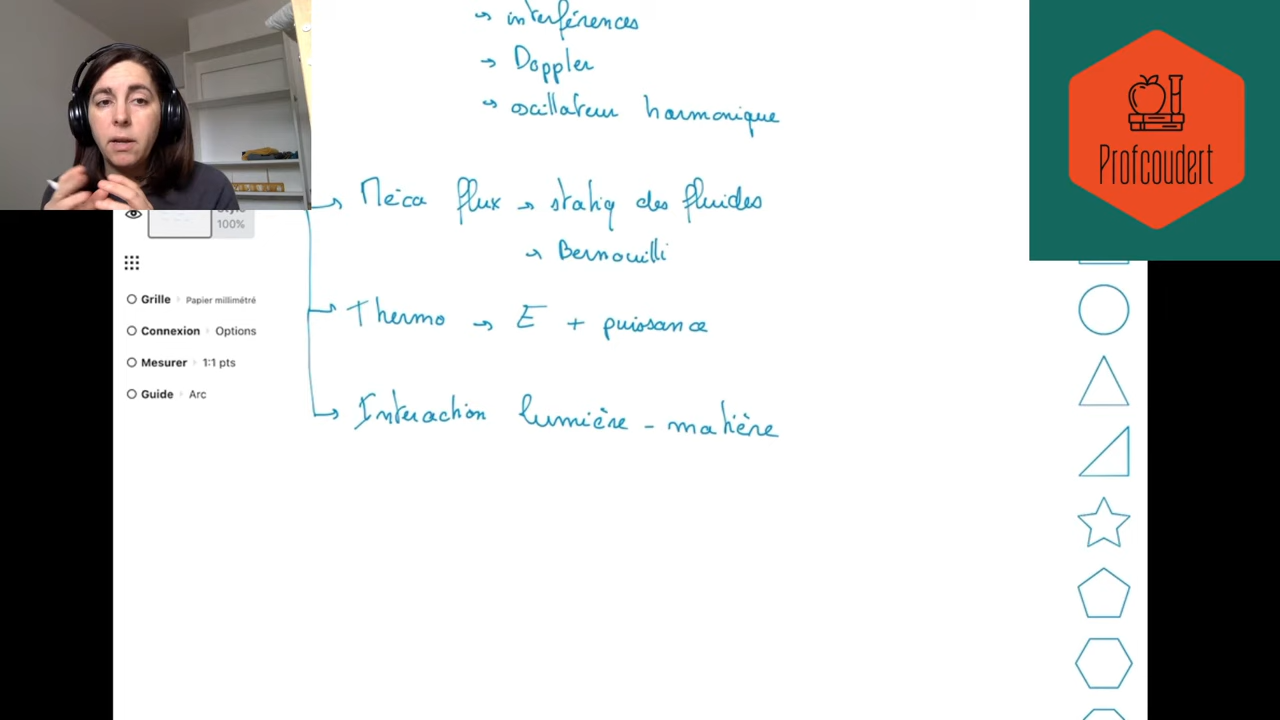 → interférences
→ Doppler
→ oscillateur harmonique
Profcoudert
→ Méca flux → statiq des fluides
100%
→ Bernouilli
Grille › Papier millimétré
→ Thermo → E + puissance
Connexion › Options
Mesurer › 1:1 pts
Guide › Arc
→ Interaction lumière - matière